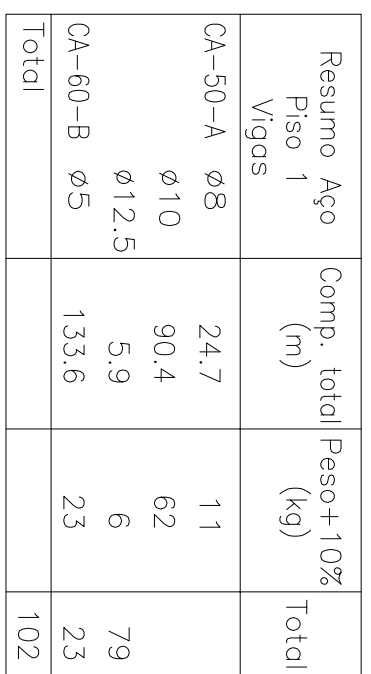 Resumo Aço Comp. total Peso+10% Total
Piso 1 (m) (kg)
Vigas
CA-50-A ø8 24.7 11
ø10 90.4 62
ø12.5 5.9 6 79
CA-60-B ø5 133.6 23 23
Total 102